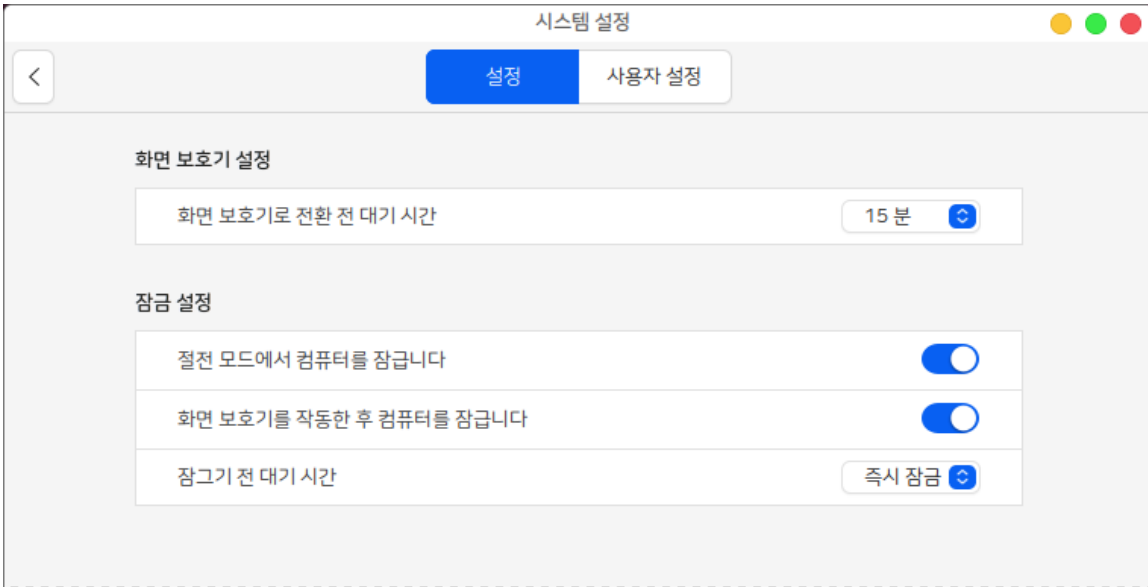 시스템 설정
설정
사용자 설정
화면 보호기 설정
화면 보호기로 전환 전 대기 시간
15 분
잠금 설정
절전 모드에서 컴퓨터를 잠급니다
화면 보호기를 작동한 후 컴퓨터를 잠급니다
잠그기 전 대기 시간
즉시 잠금